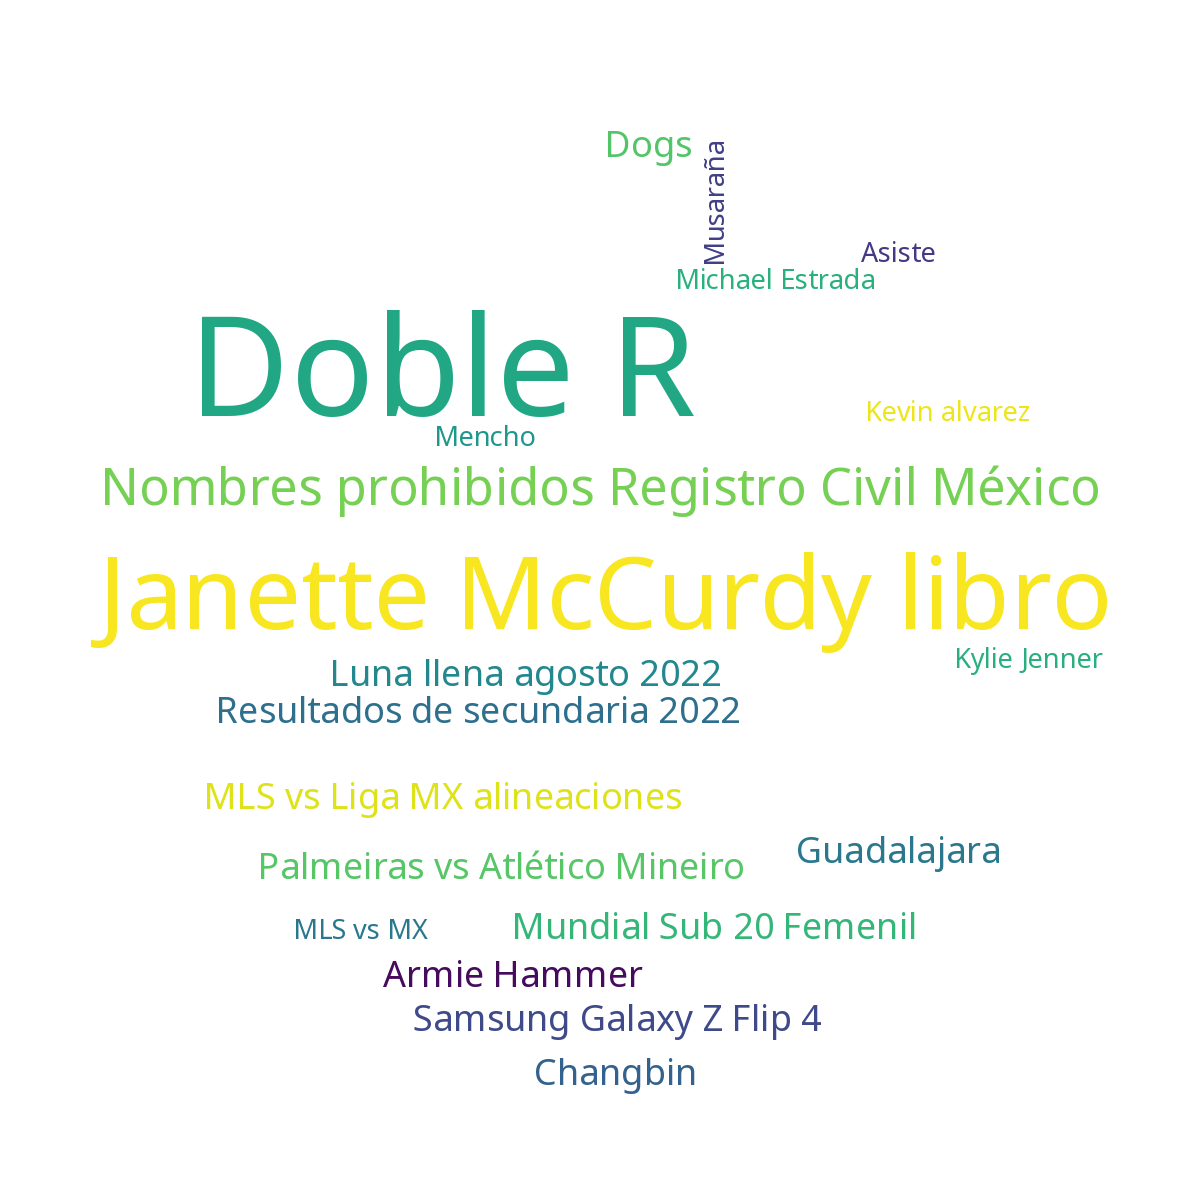 Dogs
Musaraña
Asiste
Michael Estrada
Doble R
Kevin alvarez
Mencho
Nombres prohibidos Registro Civil México
Janette McCurdy libro
Kylie Jenner
Luna llena agosto 2022
Resultados de secundaria 2022
MLS vs Liga MX alineaciones
Guadalajara
Palmeiras vs Atlético Mineiro
MLS vs MX
Mundial Sub 20 Femenil
Armie Hammer
Samsung Galaxy Z Flip 4
Changbin